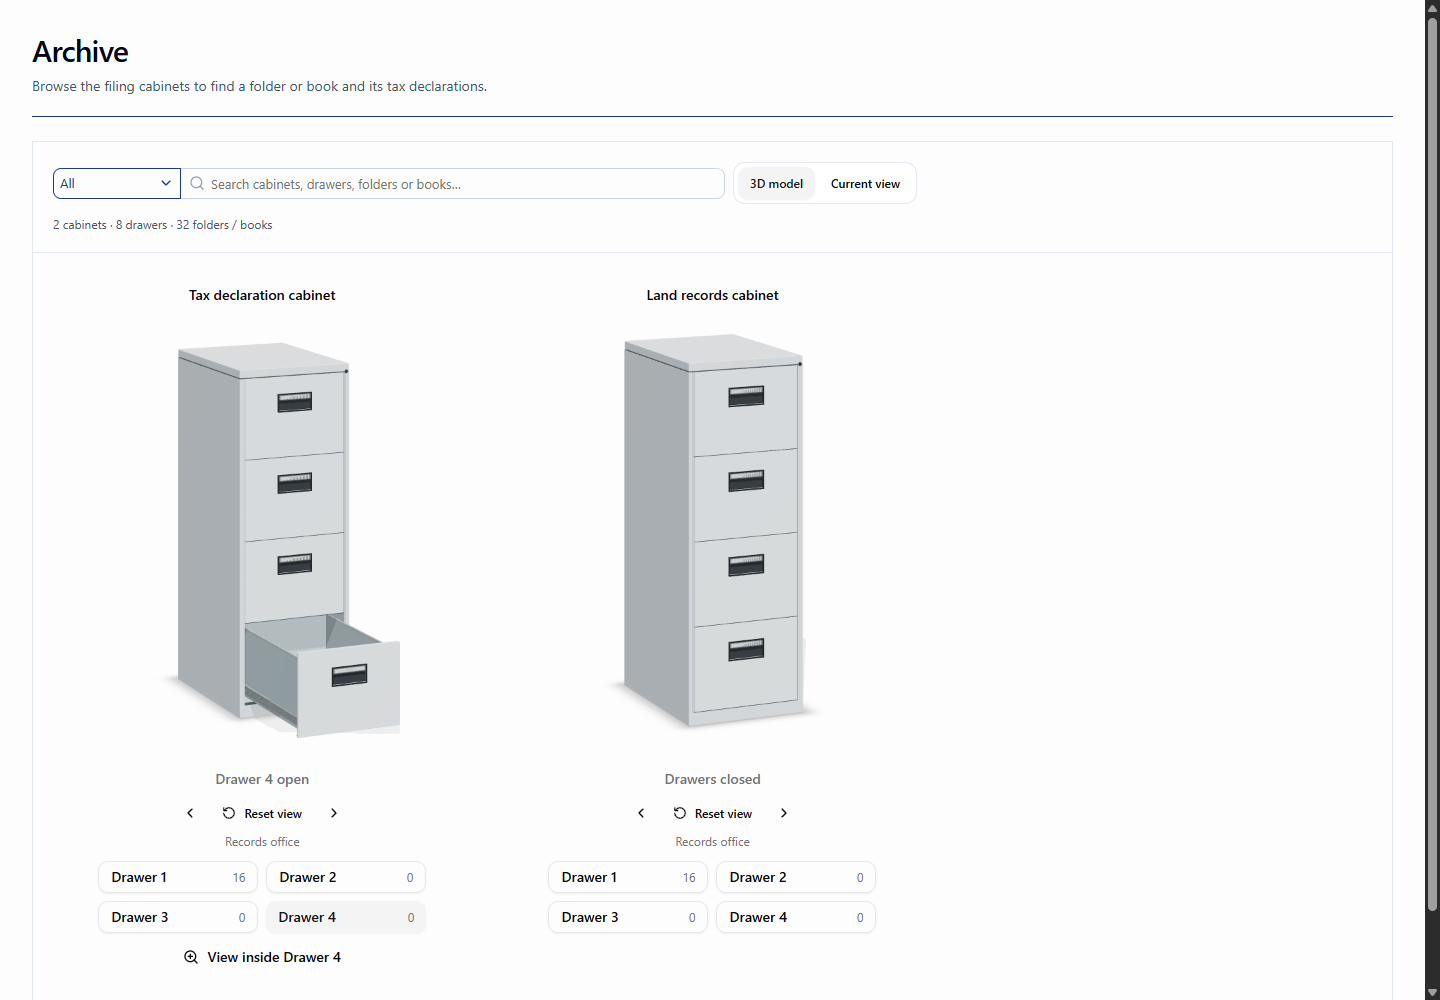 Archive
Browse the filing cabinets to find a folder or book and its tax declarations.
All
Search cabinets, drawers, folders or books...
3D model
Current view
2 cabinets · 8 drawers · 32 folders / books
Tax declaration cabinet
Land records cabinet
Drawer 4 open
Drawers closed
Reset view
Reset view
Records office
Records office
Drawer 1 16
Drawer 2 0
Drawer 1 16
Drawer 2 0
Drawer 3 0
Drawer 4 0
Drawer 3 0
Drawer 4 0
View inside Drawer 4